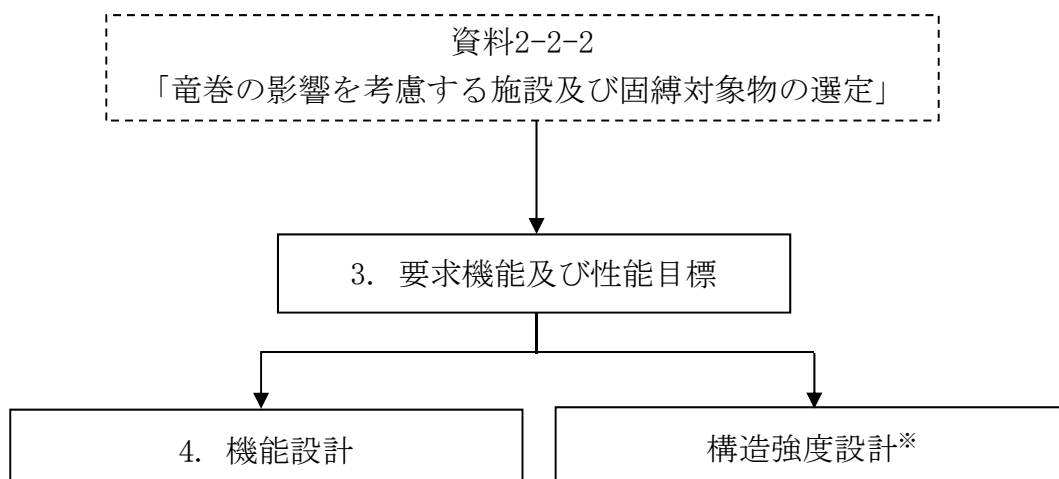 資料2-2-2
「竜巻の影響を考慮する施設及び固縛対象物の選定」
3. 要求機能及び性能目標
4. 機能設計
構造強度設計※